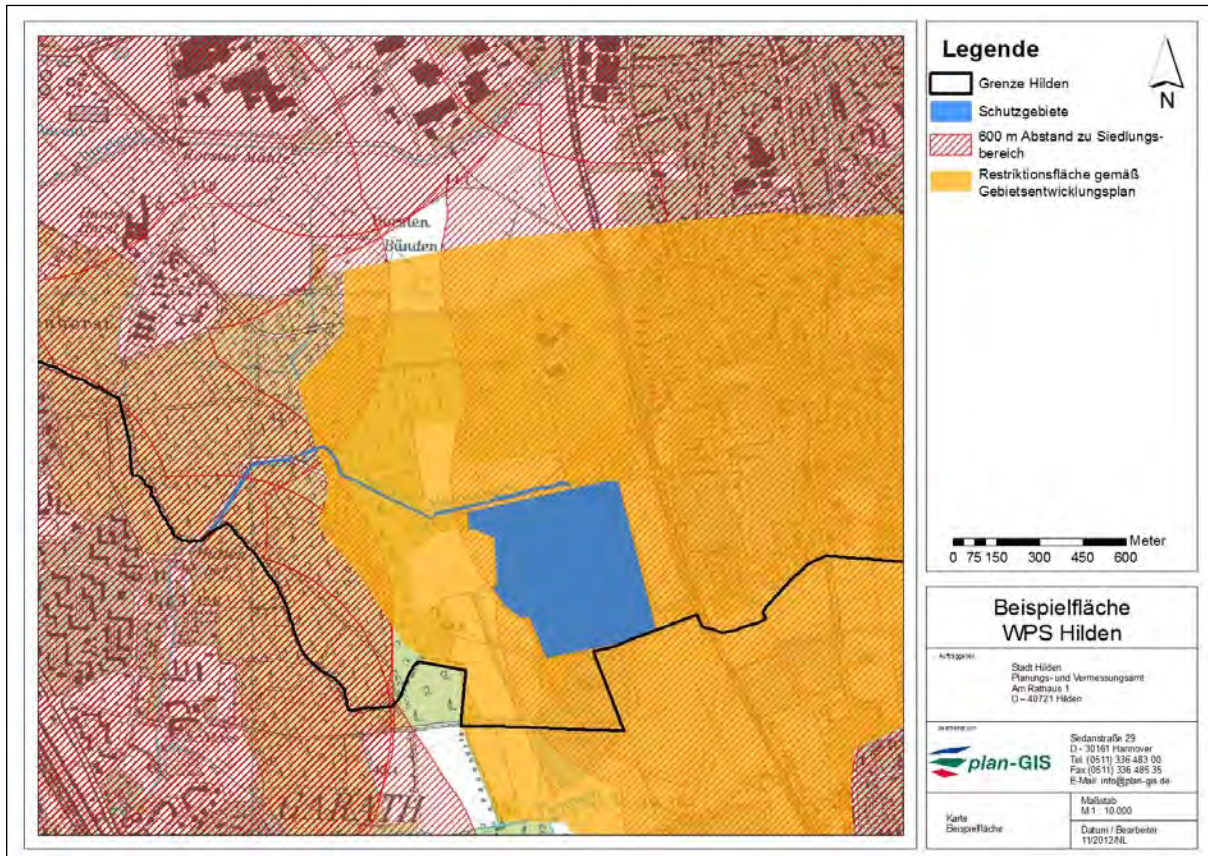 Horster Mühle
Horsten
Bünden
GARATH
Legende
Grenze Hilden
Schutzgebiete
600 m Abstand zu Siedlungs-
bereich
Restriktionsfläche gemäß
Gebietsentwicklungsplan
N
Meter
0 75 150 300 450 600
Beispielfläche
WPS Hilden
Auftraggeber:
Stadt Hilden
Planungs- und Vermessungsamt
Am Rathaus 1
D - 40721 Hilden
plan-GIS
Sedanstraße 29
D - 30161 Hannover
Tel. (0511) 336 483 00
Fax (0511) 336 485 35
E-Mail: info@plan-gis.de
Karte
Beispielfläche
Maßstab
M 1 : 10.000
Datum / Bearbeiter
11/2012/NL